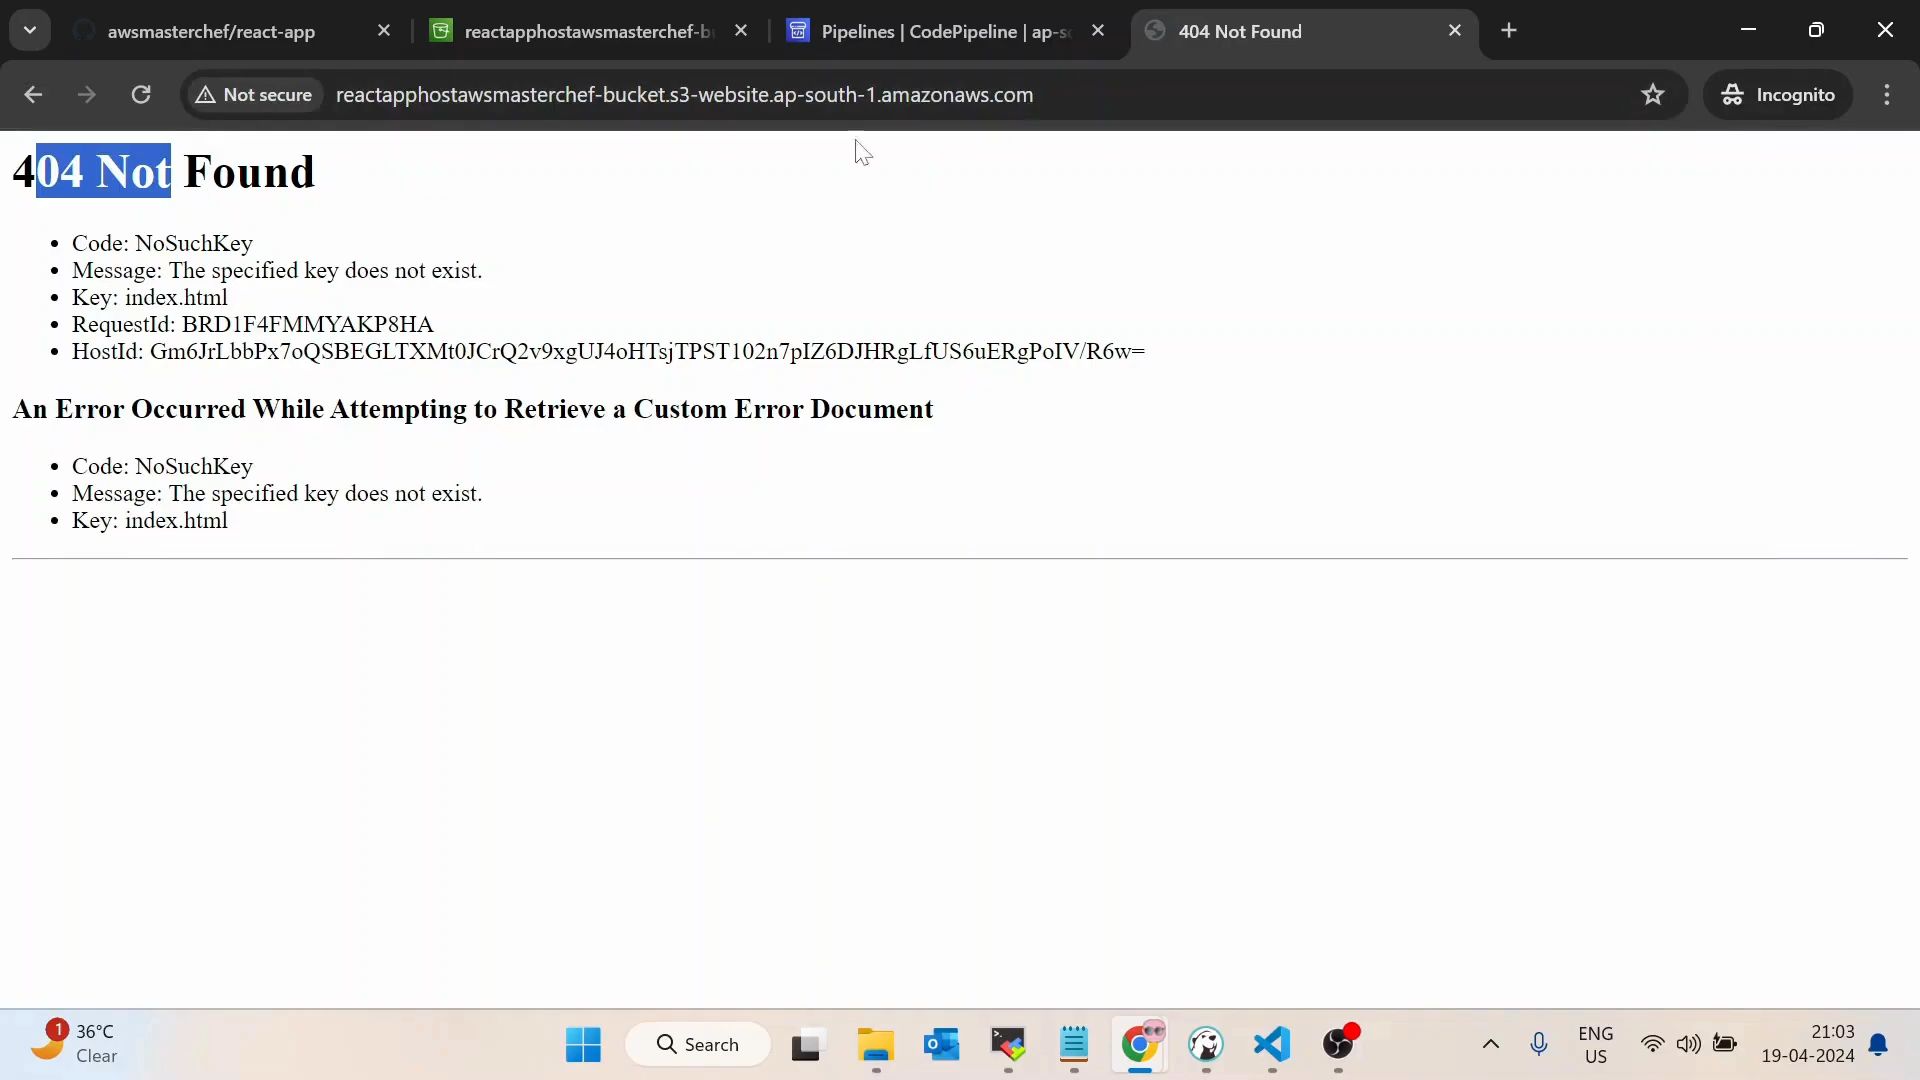 awsmasterchef/react-app
reactapphostawsmasterchef-b
Pipelines | CodePipeline | ap-s
404 Not Found
Not secure
reactapphostawsmasterchef-bucket.s3-website.ap-south-1.amazonaws.com
Incognito
404 Not Found
• Code: NoSuchKey
• Message: The specified key does not exist.
• Key: index.html
• RequestId: BRD1F4FMMYAKP8HA
• HostId: Gm6JrLbbPx7oQSBEGLTXMt0JCrQ2v9xgUJ4oHTsjTPST102n7pIZ6DJHRgLfUS6uERgPoIV/R6w=
An Error Occurred While Attempting to Retrieve a Custom Error Document
• Code: NoSuchKey
• Message: The specified key does not exist.
• Key: index.html
1
36°C
Clear
Search
ENG
US
21:03
19-04-2024